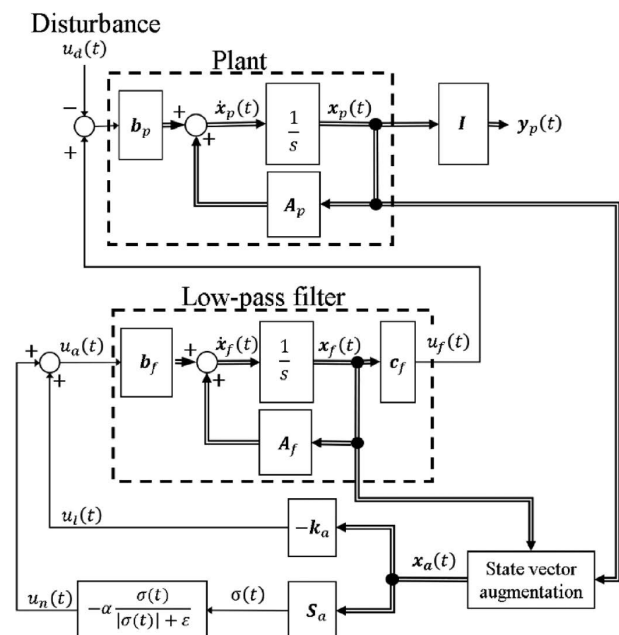 Disturbance
u_d(t)
Plant
−
+
b_p
+
+
ẋ_p(t)
1/s
x_p(t)
I
y_p(t)
A_p
Low-pass filter
+
+
u_a(t)
b_f
+
+
ẋ_f(t)
1/s
x_f(t)
c_f
u_f(t)
A_f
u_l(t)
−k_a
x_a(t)
State vector
augmentation
u_n(t)
−α σ(t)/(|σ(t)| + ε)
σ(t)
S_a